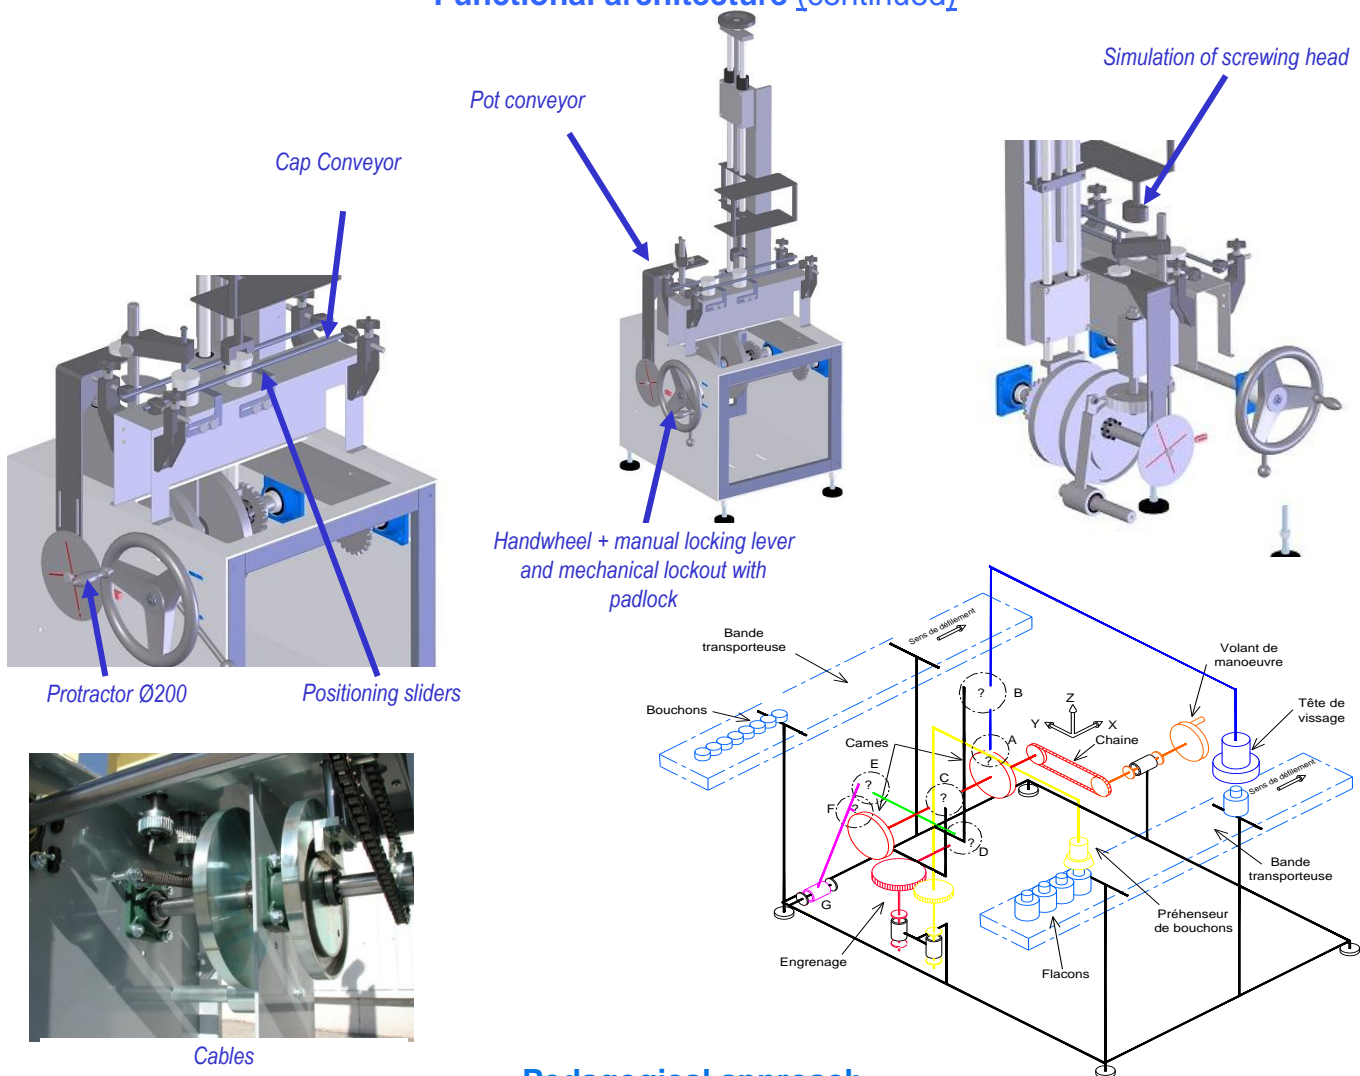 Functional architecture (continued)
Simulation of screwing head
Pot conveyor
Cap Conveyor
Handwheel + manual locking lever
and mechanical lockout with
padlock
Protractor Ø200
Positioning sliders
Cables
Bande
transporteuse
Sens de défilement
Volant de
manoeuvre
Bouchons
? B
Z
Y
X
Tête de
vissage
Cames
A
?
Chaine
E
?
C
?
F
?
Sens de défilement
?
D
Bande
transporteuse
G
Préhenseur
de bouchons
Engrenage
Flacons
Pedagogical approach